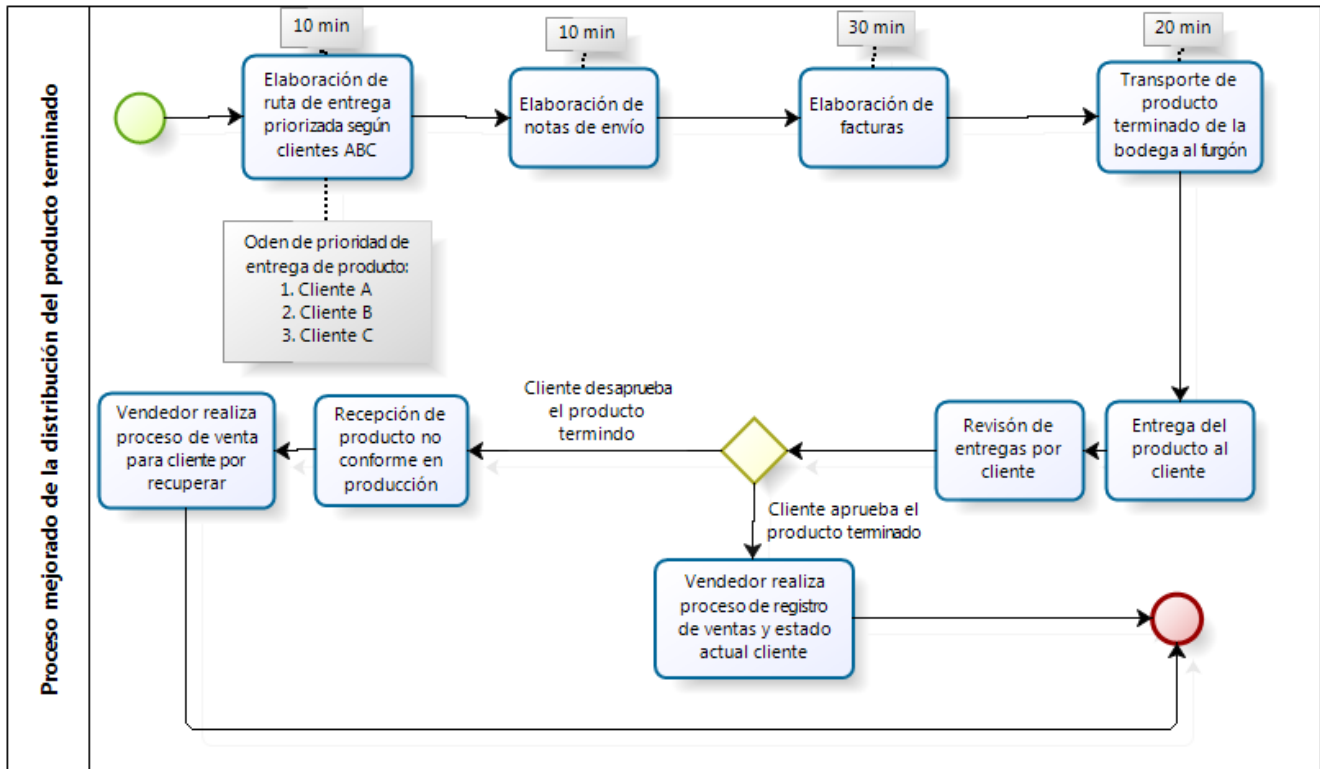 Proceso mejorado de la distribución del producto terminado
10 min
10 min
30 min
20 min
Elaboración de
ruta de entrega
priorizada según
clientes ABC
Elaboración de
notas de envío
Elaboración de
facturas
Transporte de
producto
terminado de la
bodega al furgón
Oden de prioridad de
entrega de producto:
1. Cliente A
2. Cliente B
3. Cliente C
Vendedor realiza
proceso de venta
para cliente por
recuperar
Recepción de
producto no
conforme en
producción
Cliente desaprueba
el producto
termindo
Revisón de
entregas por
cliente
Entrega del
producto al
cliente
Cliente aprueba el
producto terminado
Vendedor realiza
proceso de registro
de ventas y estado
actual cliente